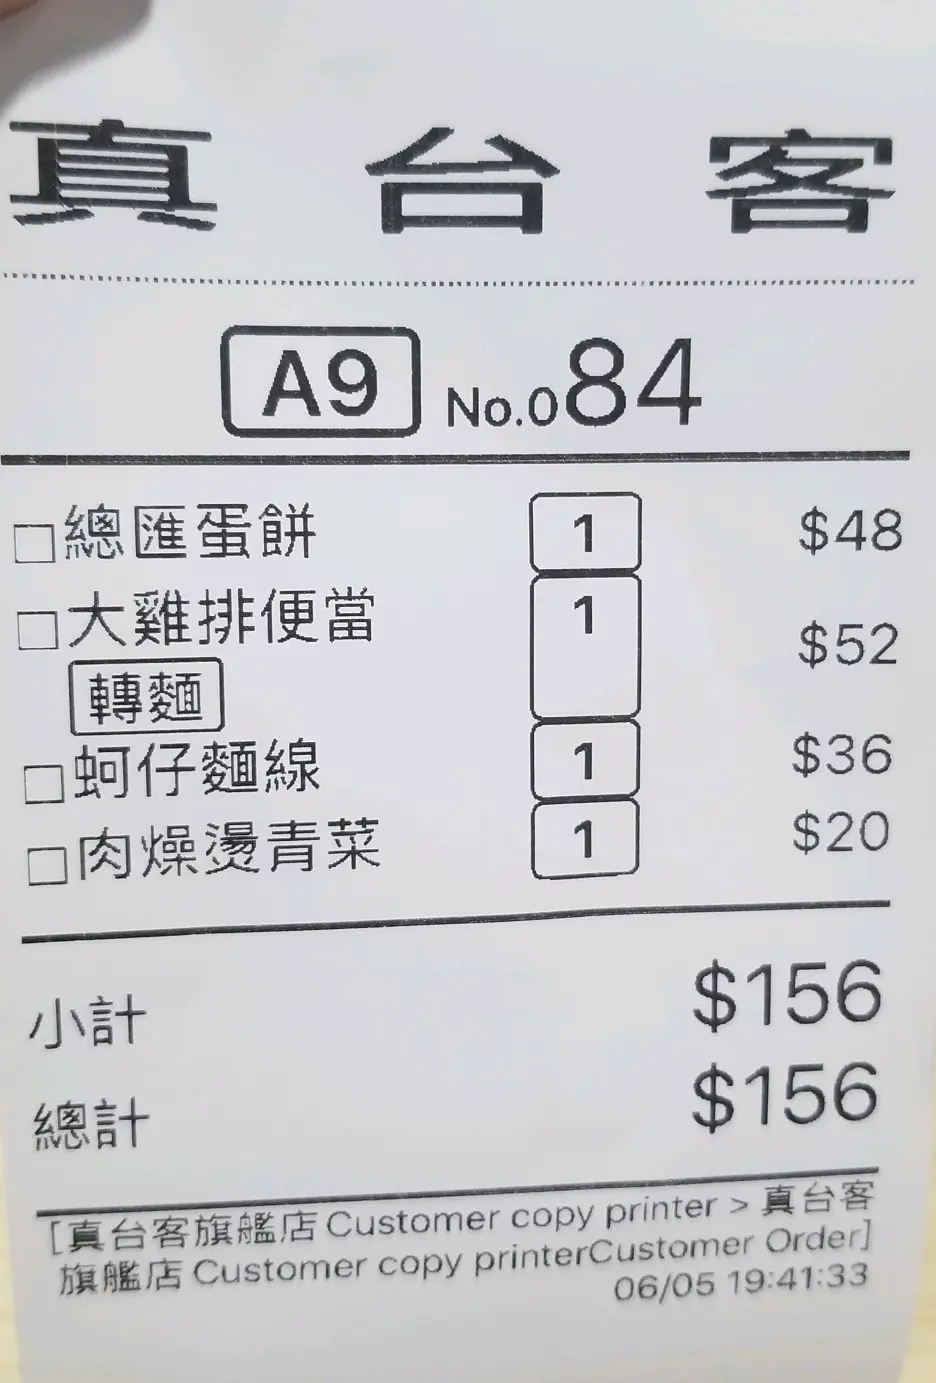 真台客
A9 No.084
□總匯蛋餅 1 $48
□大雞排便當 1 $52
轉麵
□蚵仔麵線 1 $36
□肉燥燙青菜 1 $20
小計 $156
總計 $156
[真台客旗艦店 Customer copy printer > 真台客
旗艦店 Customer copy printerCustomer Order]
06/05 19:41:33